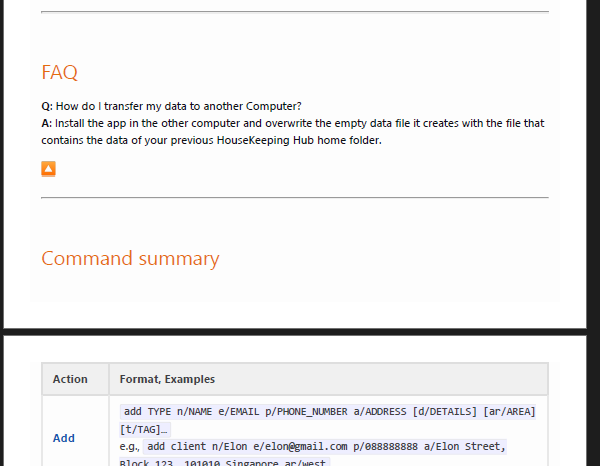 FAQ
Q: How do I transfer my data to another Computer?
A: Install the app in the other computer and overwrite the empty data file it creates with the file that
contains the data of your previous HouseKeeping Hub home folder.
Command summary
Action Format, Examples
Add add TYPE n/NAME e/EMAIL p/PHONE_NUMBER a/ADDRESS [d/DETAILS] [ar/AREA]
[t/TAG]…
e.g., add client n/Elon e/elon@gmail.com p/088888888 a/Elon Street,
Block 123, 101010 Singapore ar/west